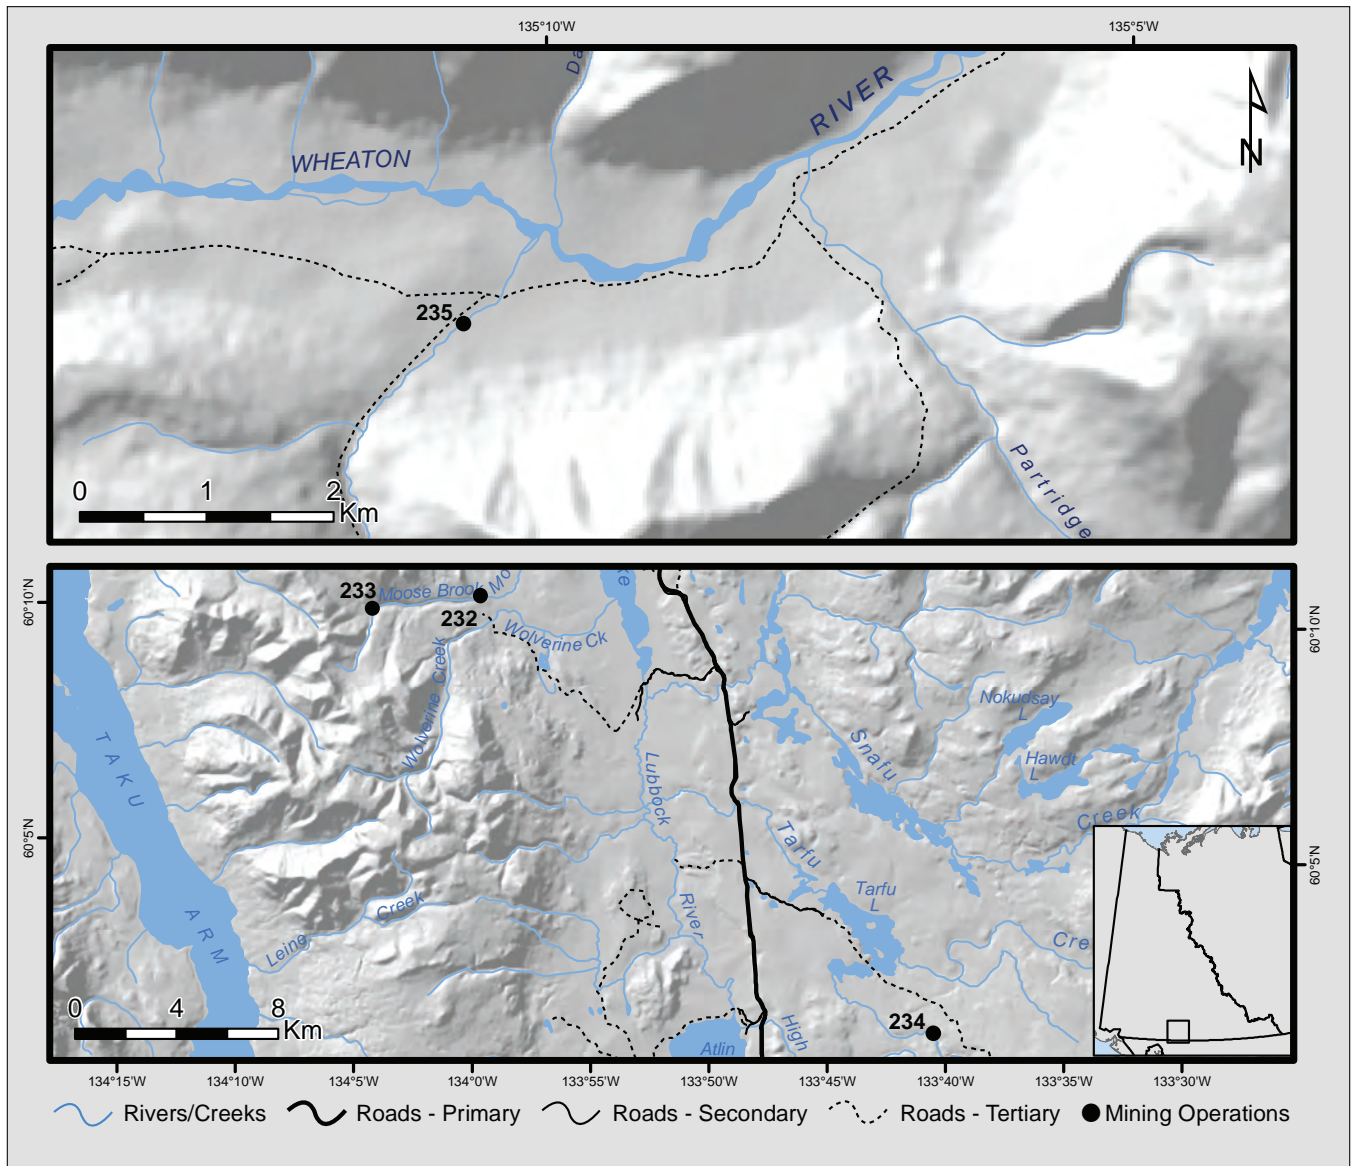 135°10'W 135°5'W
Da
RIVER
WHEATON
N
235
0 1 2
Km
Partridge
60°10'N
60°5'N
60°10'N
60°5'N
233
Moose Brook
Mo
232
Wolverine Ck
ke
Wolverine Creek
Nokudsay
L
Hawdt
L
Snafu
Creek
TAKU
ARM
Lubbock
River
Tarfu
Tarfu
L
Cre
Leine Creek
0 4 8
Km
Atlin
High
234
134°15'W 134°10'W 134°5'W 134°0'W 133°55'W 133°50'W 133°45'W 133°40'W 133°35'W 133°30'W
Rivers/Creeks Roads - Primary Roads - Secondary Roads - Tertiary Mining Operations